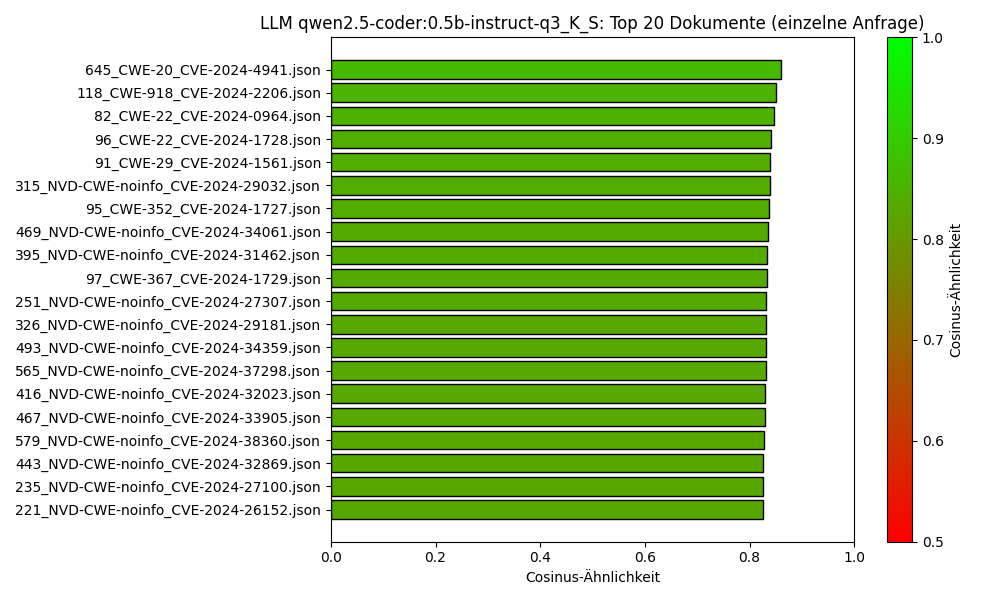 LLM qwen2.5-coder:0.5b-instruct-q3_K_S: Top 20 Dokumente (einzelne Anfrage)
645_CWE-20_CVE-2024-4941.json
118_CWE-918_CVE-2024-2206.json
82_CWE-22_CVE-2024-0964.json
96_CWE-22_CVE-2024-1728.json
91_CWE-29_CVE-2024-1561.json
315_NVD-CWE-noinfo_CVE-2024-29032.json
95_CWE-352_CVE-2024-1727.json
469_NVD-CWE-noinfo_CVE-2024-34061.json
395_NVD-CWE-noinfo_CVE-2024-31462.json
97_CWE-367_CVE-2024-1729.json
251_NVD-CWE-noinfo_CVE-2024-27307.json
326_NVD-CWE-noinfo_CVE-2024-29181.json
493_NVD-CWE-noinfo_CVE-2024-34359.json
565_NVD-CWE-noinfo_CVE-2024-37298.json
416_NVD-CWE-noinfo_CVE-2024-32023.json
467_NVD-CWE-noinfo_CVE-2024-33905.json
579_NVD-CWE-noinfo_CVE-2024-38360.json
443_NVD-CWE-noinfo_CVE-2024-32869.json
235_NVD-CWE-noinfo_CVE-2024-27100.json
221_NVD-CWE-noinfo_CVE-2024-26152.json
0.0 0.2 0.4 0.6 0.8 1.0
Cosinus-Ähnlichkeit
1.0
0.9
0.8
0.7
0.6
0.5
Cosinus-Ähnlichkeit